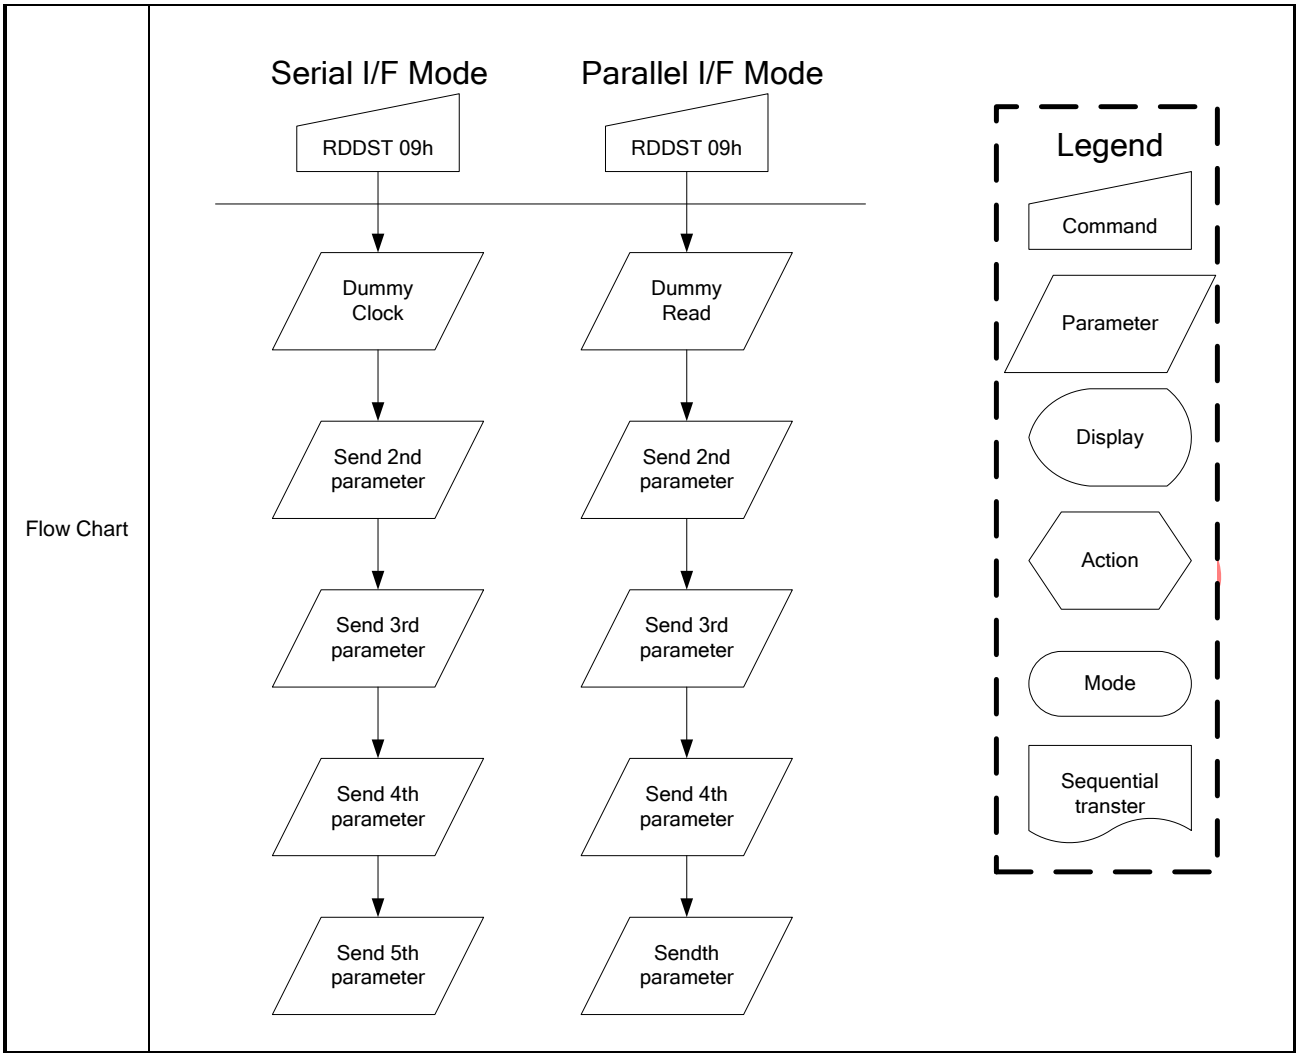 Flow Chart
Serial I/F Mode
RDDST 09h
Dummy
Clock
Send 2nd
parameter
Send 3rd
parameter
Send 4th
parameter
Send 5th
parameter
Parallel I/F Mode
RDDST 09h
Dummy
Read
Send 2nd
parameter
Send 3rd
parameter
Send 4th
parameter
Sendth
parameter
Legend
Command
Parameter
Display
Action
Mode
Sequential
transter